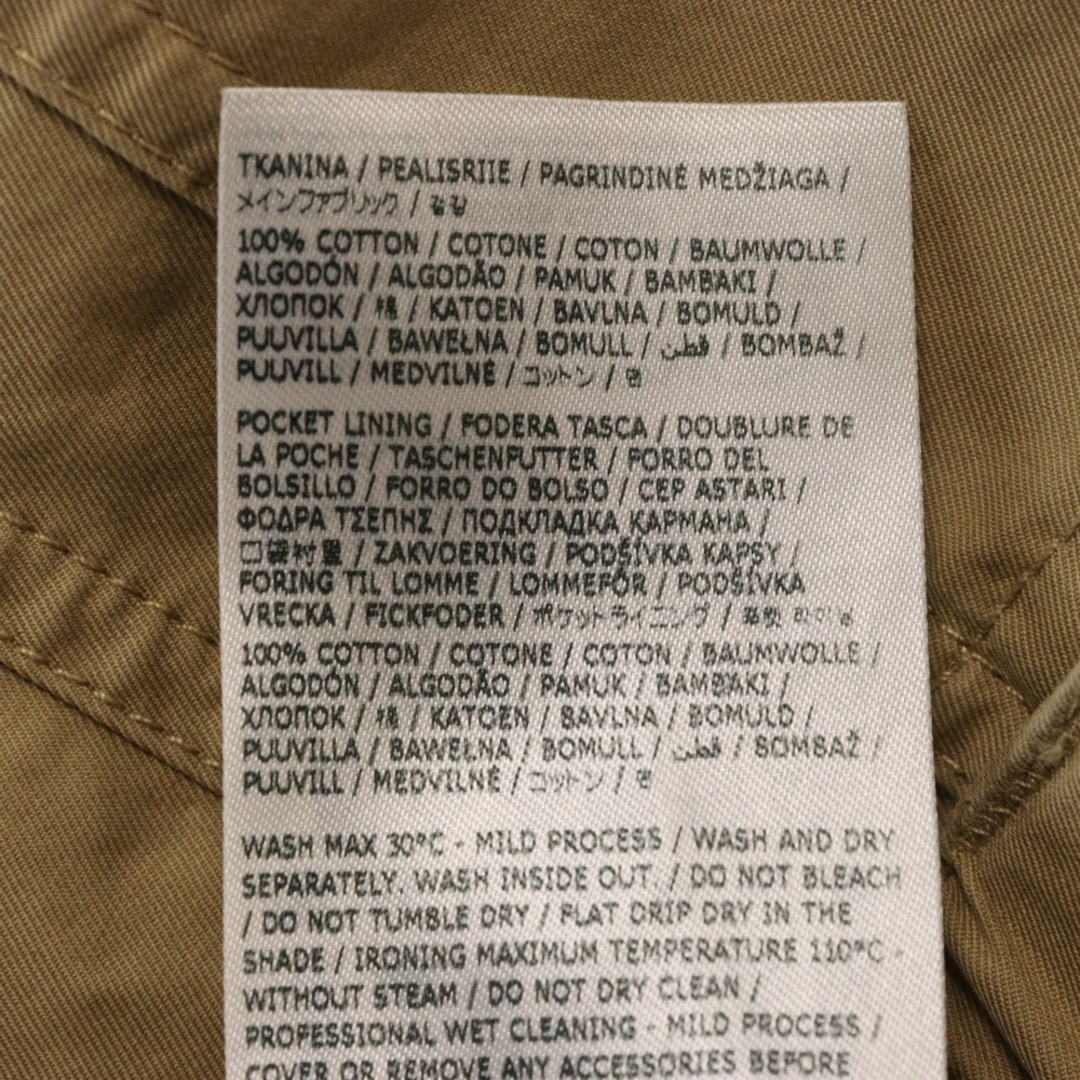 TKANINA / PEALISRIIE / PAGRINDINĖ MEDŽIAGA /
メインファブリック / 겉감
100% COTTON / COTONE / COTON / BAUMWOLLE /
ALGODÓN / ALGODÃO / PAMUK / ΒΑΜΒΑΚΙ /
ХЛОПОК / 棉 / KATOEN / BAVLNA / BOMULD /
PUUVILLA / BAWEŁNA / BOMULL / قطن / BOMBAŽ /
PUUVILL / MEDVILNĖ / コットン / 면
POCKET LINING / FODERA TASCA / DOUBLURE DE
LA POCHE / TASCHENFUTTER / FORRO DEL
BOLSILLO / FORRO DO BOLSO / CEP ASTARI /
ΦΟΔΡΑ ΤΣΕΠΗΣ / ПОДКЛАДКА КАРМАНА /
口袋衬里 / ZAKVOERING / PODŠÍVKA KAPSY /
FORING TIL LOMME / LOMMEFÔR / PODŠÍVKA
VRECKA / FICKFODER / ポケットライニング / 포켓 라이닝
100% COTTON / COTONE / COTON / BAUMWOLLE /
ALGODÓN / ALGODÃO / PAMUK / ΒΑΜΒΑΚΙ /
ХЛОПОК / 棉 / KATOEN / BAVLNA / BOMULD /
PUUVILLA / BAWEŁNA / BOMULL / قطن / BOMBAŽ /
PUUVILL / MEDVILNĖ / コットン / 면
WASH MAX 30°C - MILD PROCESS / WASH AND DRY
SEPARATELY. WASH INSIDE OUT. / DO NOT BLEACH
/ DO NOT TUMBLE DRY / FLAT DRIP DRY IN THE
SHADE / IRONING MAXIMUM TEMPERATURE 110°C -
WITHOUT STEAM / DO NOT DRY CLEAN /
PROFESSIONAL WET CLEANING - MILD PROCESS /
COVER OR REMOVE ANY ACCESSORIES BEFORE